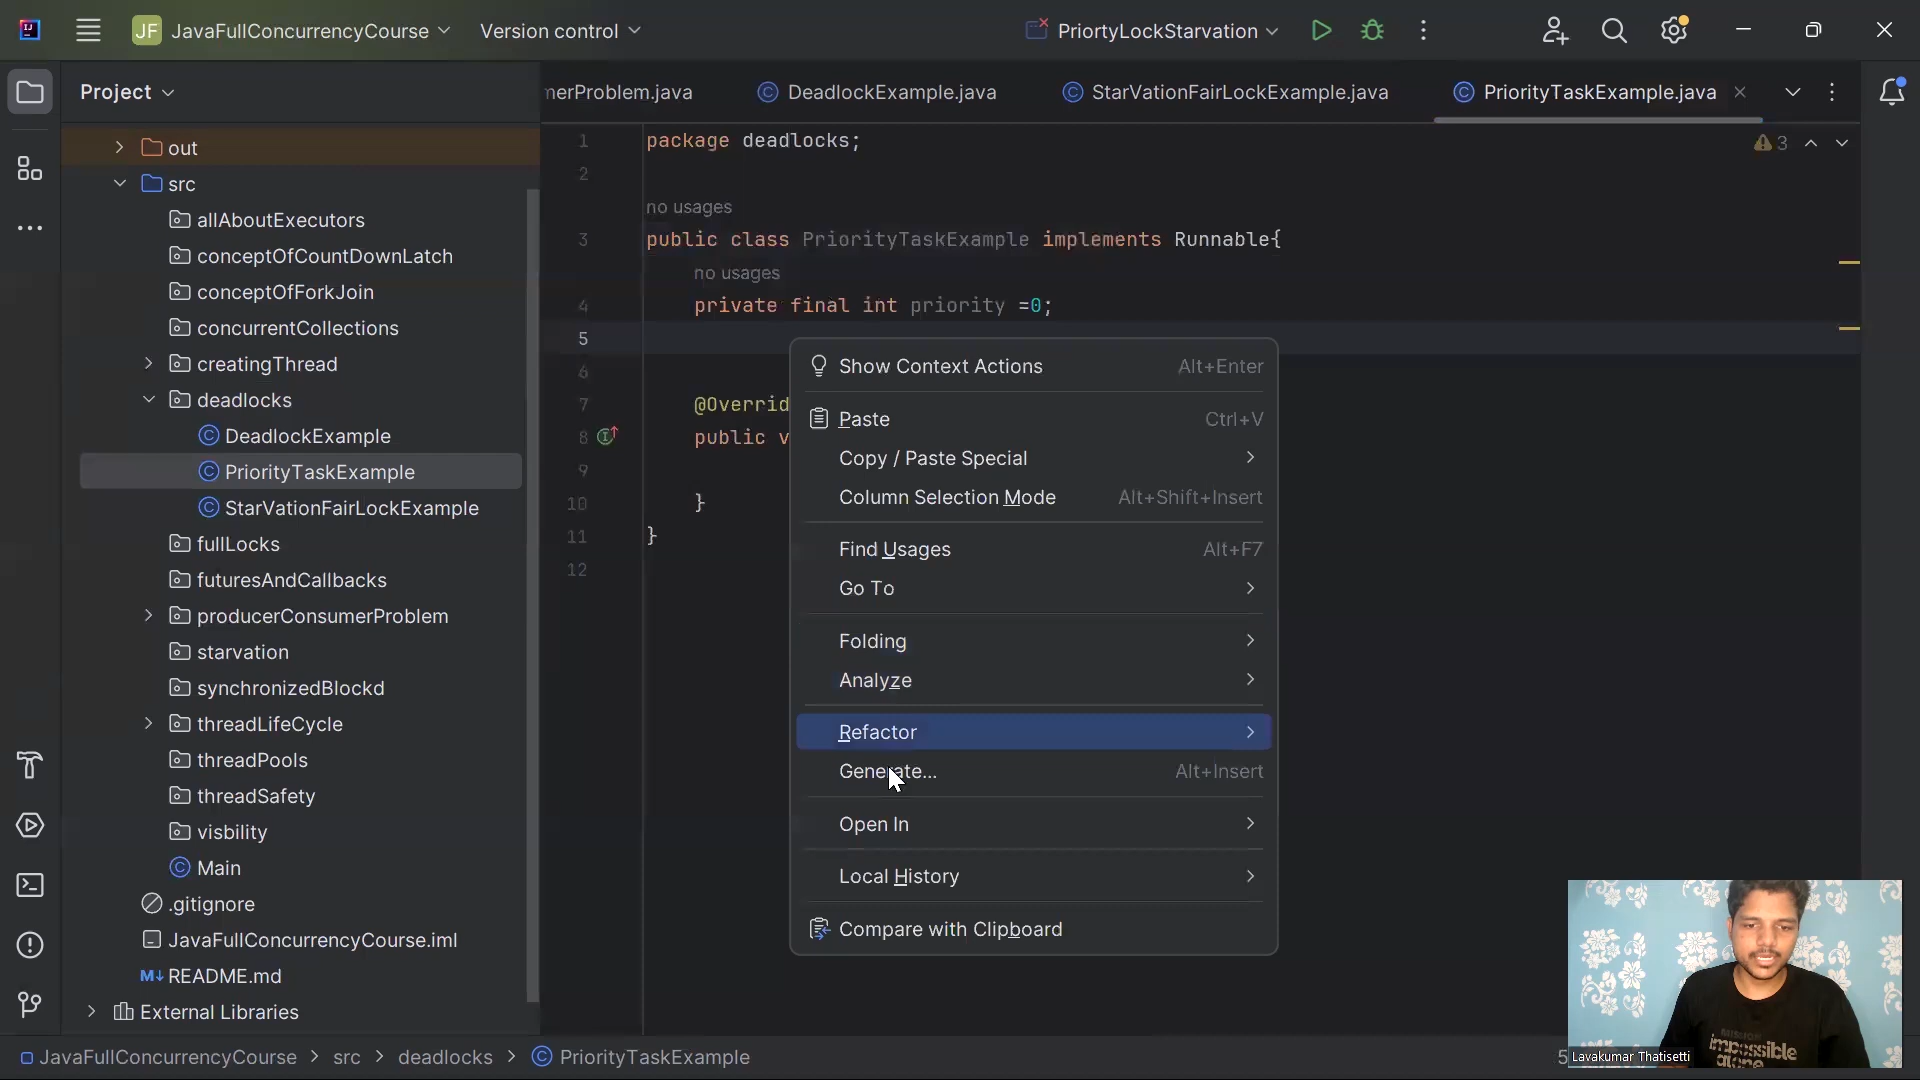 JF JavaFullConcurrencyCourse Version control PriortyLockStarvation
Project
out
src
allAboutExecutors
conceptOfCountDownLatch
conceptOfForkJoin
concurrentCollections
creatingThread
deadlocks
DeadlockExample
PriorityTaskExample
StarVationFairLockExample
fullLocks
futuresAndCallbacks
producerConsumerProblem
starvation
synchronizedBlockd
threadLifeCycle
threadPools
threadSafety
visbility
Main
.gitignore
JavaFullConcurrencyCourse.iml
M↓ README.md
External Libraries
merProblem.java DeadlockExample.java StarVationFairLockExample.java PriorityTaskExample.java
3
1 package deadlocks;
2
no usages
3 public class PriorityTaskExample implements Runnable{
no usages
4 private final int priority =0;
5
6
7 @Overrid
8 public v
9
10 }
11 }
12
Show Context Actions Alt+Enter
Paste Ctrl+V
Copy / Paste Special
Column Selection Mode Alt+Shift+Insert
Find Usages Alt+F7
Go To
Folding
Analyze
Refactor
Generate... Alt+Insert
Open In
Local History
Compare with Clipboard
MISSION
impossible
alone
Lavakumar Thatisetti
JavaFullConcurrencyCourse > src > deadlocks > PriorityTaskExample 5